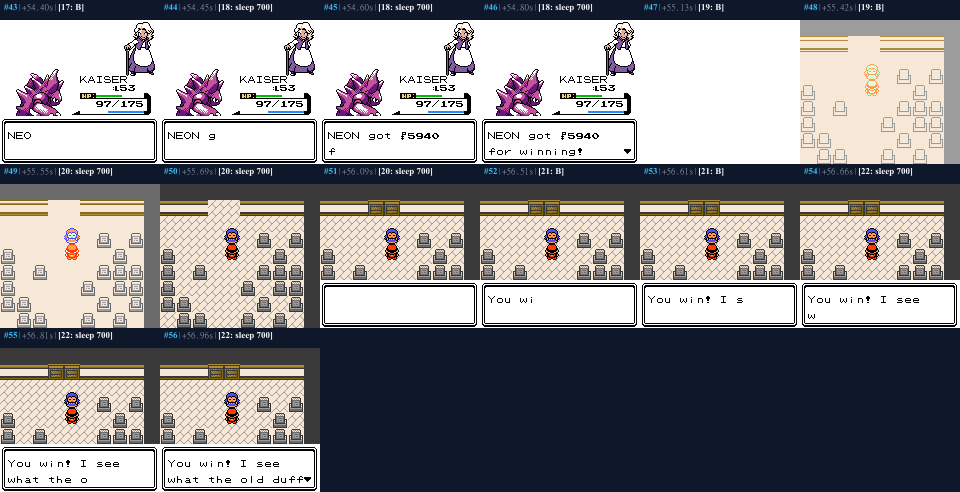 #43|+54.40s| [17: B]
KAISER
:L53
HP:
97/175
NEO
#44|+54.45s| [18: sleep 700]
KAISER
:L53
HP:
97/175
NEON g
#45|+54.60s| [18: sleep 700]
KAISER
:L53
HP:
97/175
NEON got ₽5940
f
#46|+54.80s| [18: sleep 700]
KAISER
:L53
HP:
97/175
NEON got ₽5940
for winning!
#47|+55.13s| [19: B]
#48|+55.42s| [19: B]
#49|+55.55s| [20: sleep 700]
#50|+55.69s| [20: sleep 700]
#51|+56.09s| [20: sleep 700]
#52|+56.51s| [21: B]
You wi
#53|+56.61s| [21: B]
You win! I s
#54|+56.66s| [22: sleep 700]
You win! I see
w
#55|+56.81s| [22: sleep 700]
You win! I see
what the o
#56|+56.96s| [22: sleep 700]
You win! I see
what the old duff